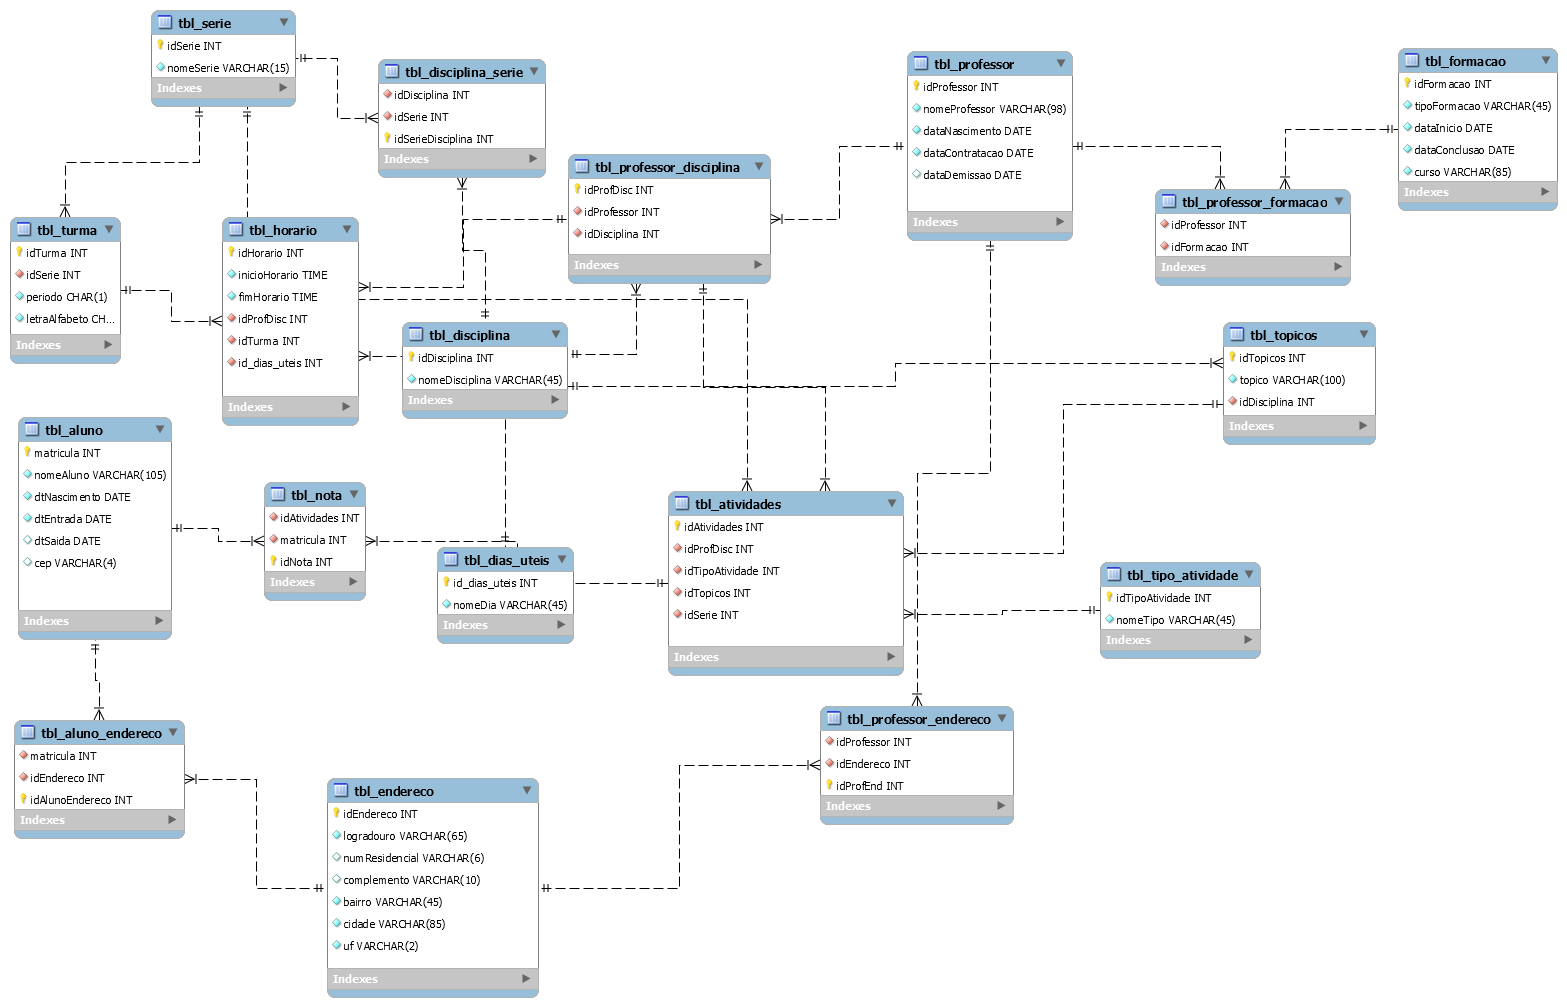 tbl_serie
idSerie INT
nomeSerie VARCHAR(15)
Indexes
tbl_disciplina_serie
idDisciplina INT
idSerie INT
idSerieDisciplina INT
Indexes
tbl_professor
idProfessor INT
nomeProfessor VARCHAR(98)
dataNascimento DATE
dataContratacao DATE
dataDemissao DATE
Indexes
tbl_formacao
idFormacao INT
tipoFormacao VARCHAR(45)
dataInicio DATE
dataConclusao DATE
curso VARCHAR(85)
Indexes
tbl_professor_disciplina
idProfDisc INT
idProfessor INT
idDisciplina INT
Indexes
tbl_professor_formacao
idProfessor INT
idFormacao INT
Indexes
tbl_turma
idTurma INT
idSerie INT
periodo CHAR(1)
letraAlfabeto CH...
Indexes
tbl_horario
idHorario INT
inicioHorario TIME
fimHorario TIME
idProfDisc INT
idTurma INT
id_dias_uteis INT
Indexes
tbl_disciplina
idDisciplina INT
nomeDisciplina VARCHAR(45)
Indexes
tbl_topicos
idTopicos INT
topico VARCHAR(100)
idDisciplina INT
Indexes
tbl_aluno
matricula INT
nomeAluno VARCHAR(105)
dtNascimento DATE
dtEntrada DATE
dtSaida DATE
cep VARCHAR(4)
Indexes
tbl_nota
idAtividades INT
matricula INT
idNota INT
Indexes
tbl_dias_uteis
id_dias_uteis INT
nomeDia VARCHAR(45)
Indexes
tbl_atividades
idAtividades INT
idProfDisc INT
idTipoAtividade INT
idTopicos INT
idSerie INT
Indexes
tbl_tipo_atividade
idTipoAtividade INT
nomeTipo VARCHAR(45)
Indexes
tbl_aluno_endereco
matricula INT
idEndereco INT
idAlunoEndereco INT
Indexes
tbl_endereco
idEndereco INT
logradouro VARCHAR(65)
numResidencial VARCHAR(6)
complemento VARCHAR(10)
bairro VARCHAR(45)
cidade VARCHAR(85)
uf VARCHAR(2)
Indexes
tbl_professor_endereco
idProfessor INT
idEndereco INT
idProfEnd INT
Indexes